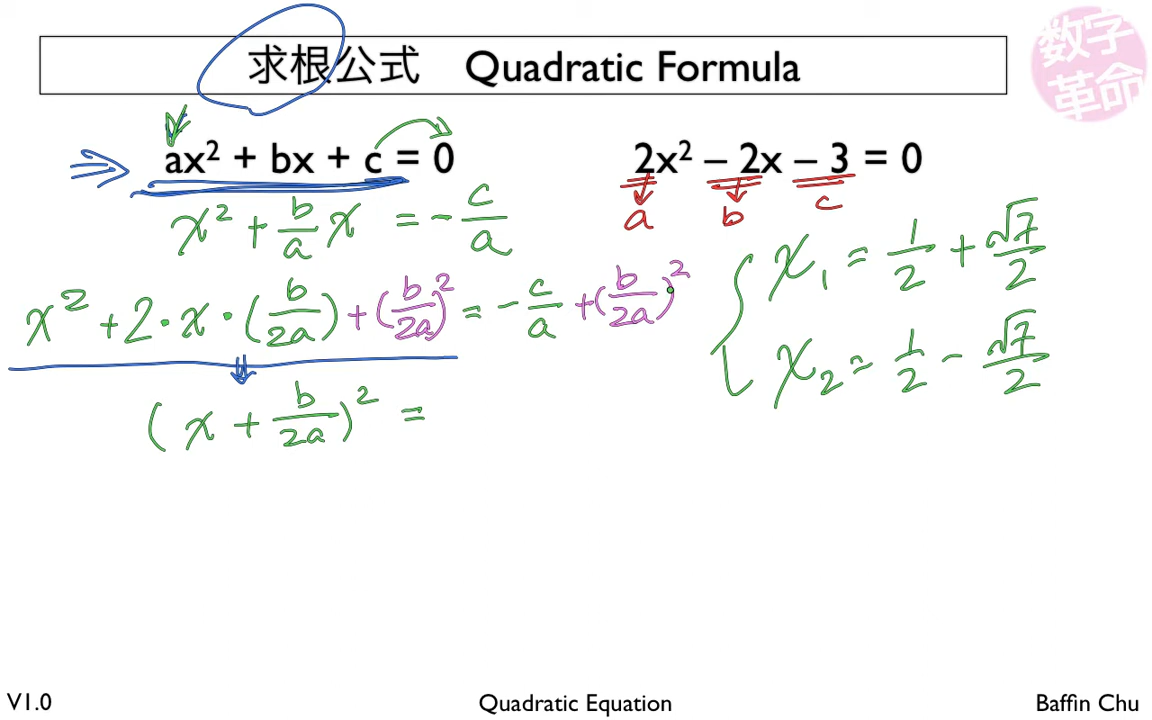 求根公式 Quadratic Formula
数字
革命
ax² + bx + c = 0
x² + b/a x = - c/a
x² + 2 · x · (b/2a) + (b/2a)² = - c/a + (b/2a)²
(x + b/2a)² =
2x² – 2x – 3 = 0
a b c
x₁ = 1/2 + √7/2
x₂ = 1/2 - √7/2
V1.0 Quadratic Equation Baffin Chu